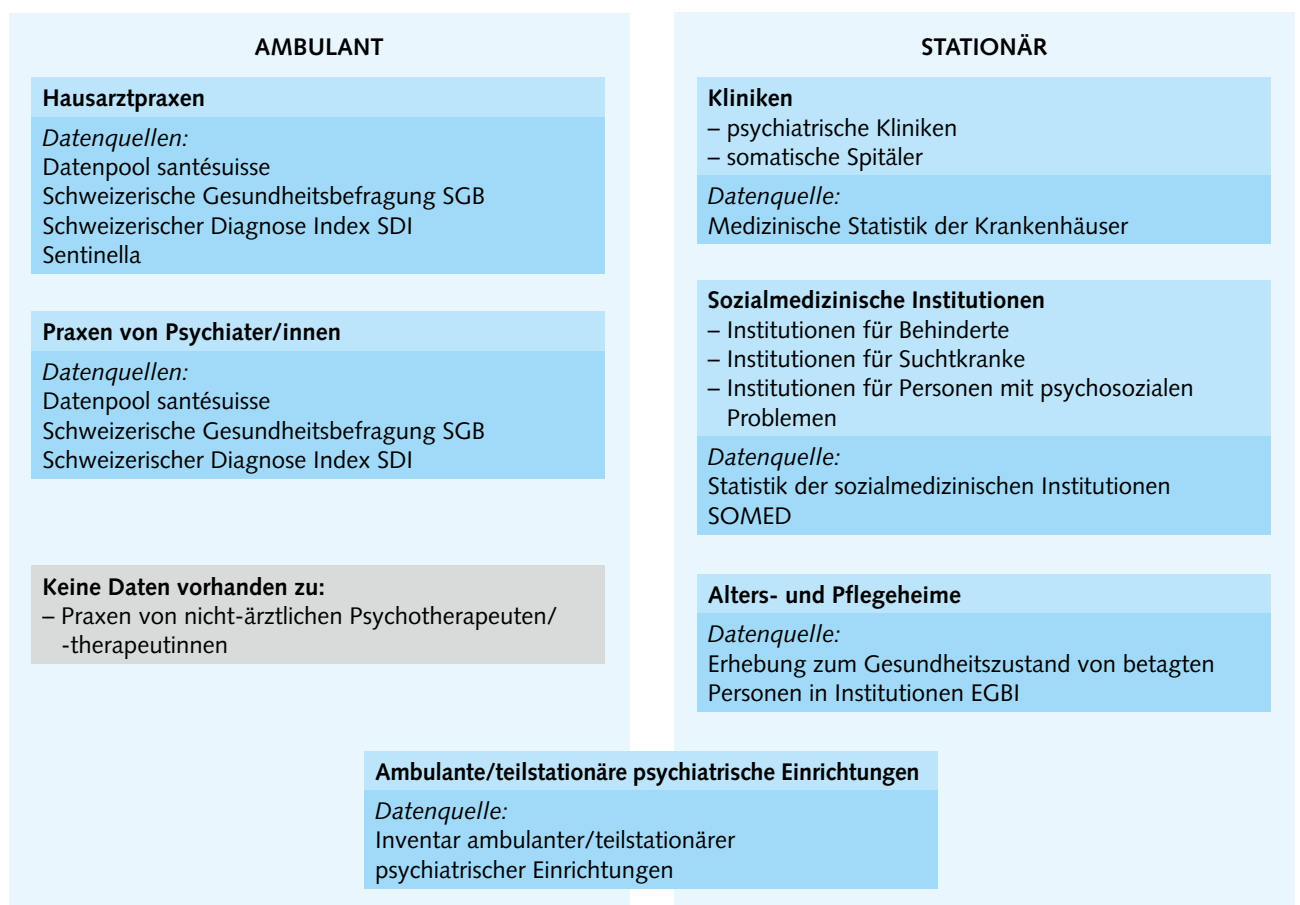 AMBULANT
Hausarztpraxen
Datenquellen:
Datenpool santésuisse
Schweizerische Gesundheitsbefragung SGB
Schweizerischer Diagnose Index SDI
Sentinella
Praxen von Psychiater/innen
Datenquellen:
Datenpool santésuisse
Schweizerische Gesundheitsbefragung SGB
Schweizerischer Diagnose Index SDI
Keine Daten vorhanden zu:
– Praxen von nicht-ärztlichen Psychotherapeuten/
-therapeutinnen
STATIONÄR
Kliniken
– psychiatrische Kliniken
– somatische Spitäler
Datenquelle:
Medizinische Statistik der Krankenhäuser
Sozialmedizinische Institutionen
– Institutionen für Behinderte
– Institutionen für Suchtkranke
– Institutionen für Personen mit psychosozialen
Problemen
Datenquelle:
Statistik der sozialmedizinischen Institutionen
SOMED
Alters- und Pflegeheime
Datenquelle:
Erhebung zum Gesundheitszustand von betagten
Personen in Institutionen EGBI
Ambulante/teilstationäre psychiatrische Einrichtungen
Datenquelle:
Inventar ambulanter/teilstationärer
psychiatrischer Einrichtungen